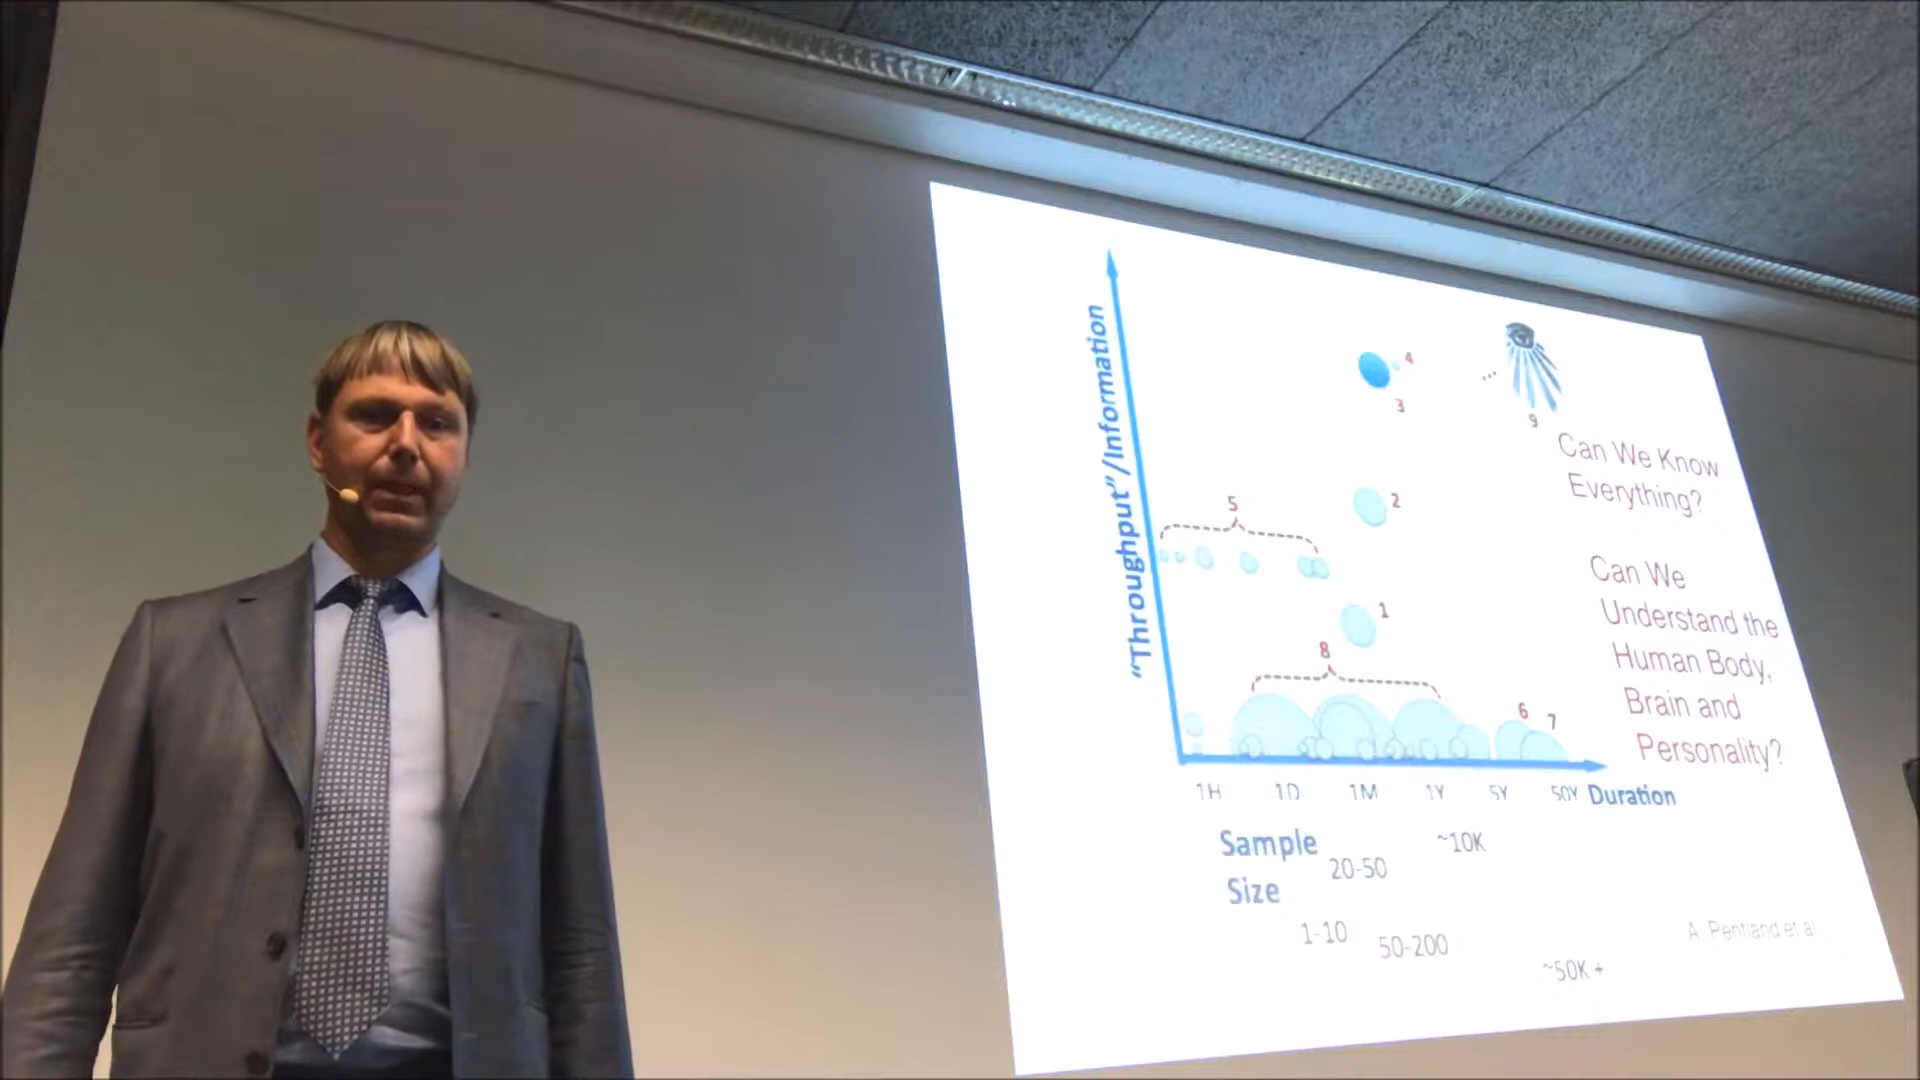 "Throughput"/Information
4
3
9
Can We Know
Everything?
5
2
Can We
Understand the
Human Body,
Brain and
Personality?
1
8
6
7
1H 1D 1M 1Y 5Y 50Y Duration
Sample
Size
~10K
20-50
1-10
50-200
~50K +
A. Pentland et al